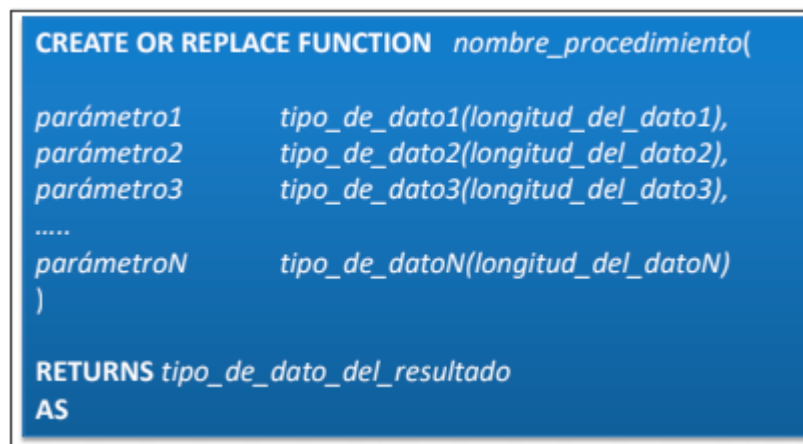 CREATE OR REPLACE FUNCTION nombre_procedimiento(
parámetro1 tipo_de_dato1(longitud_del_dato1),
parámetro2 tipo_de_dato2(longitud_del_dato2),
parámetro3 tipo_de_dato3(longitud_del_dato3),
.....
parámetroN tipo_de_datoN(longitud_del_datoN)
)
RETURNS tipo_de_dato_del_resultado
AS